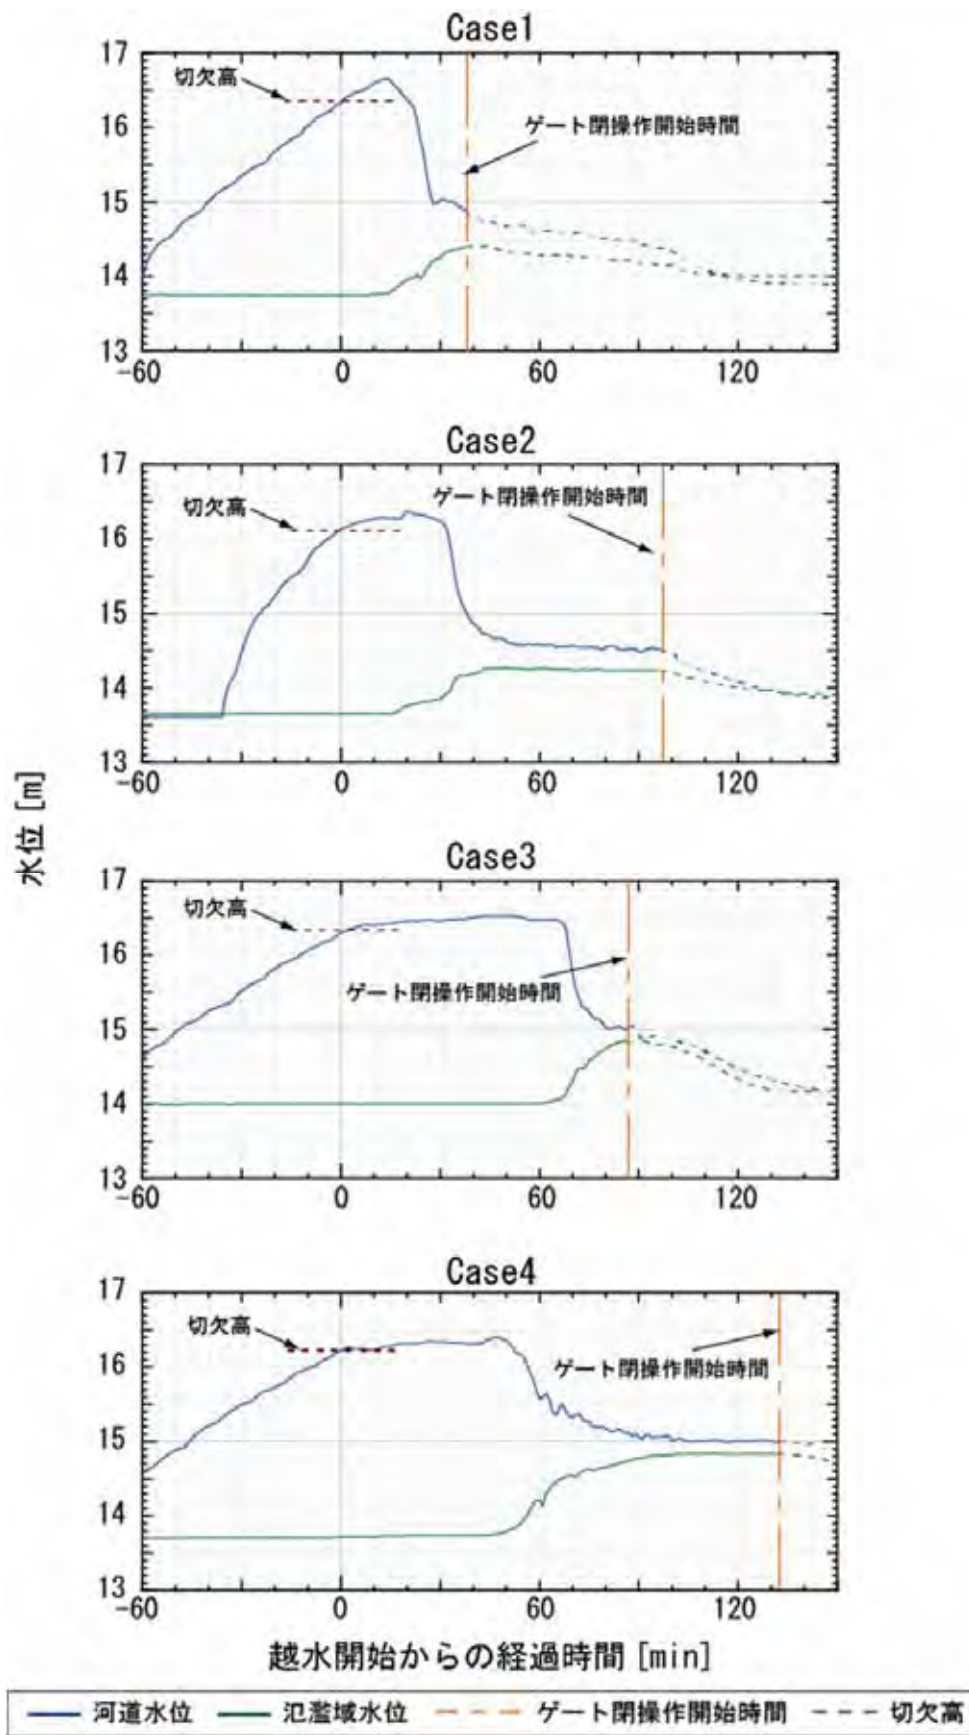 Case1
17
切欠高
16
ゲート閉操作開始時間
15
14
13
-60 0 60 120
Case2
17
切欠高
ゲート閉操作開始時間
16
15
14
13
-60 0 60 120
水位 [m]
Case3
17
切欠高
16
ゲート閉操作開始時間
15
14
13
-60 0 60 120
Case4
17
切欠高
16
ゲート閉操作開始時間
15
14
13
-60 0 60 120
越水開始からの経過時間 [min]
河道水位 氾濫域水位 ゲート閉操作開始時間 切欠高